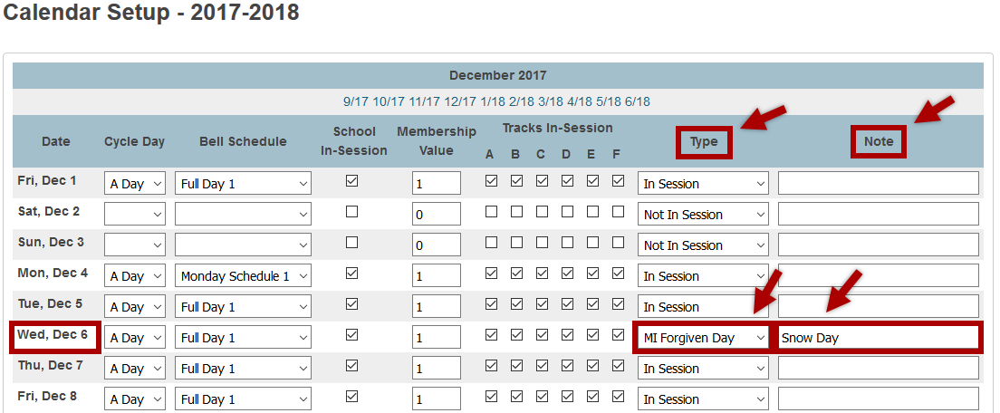 Calendar Setup - 2017-2018
December 2017
9/17 10/17 11/17 12/17 1/18 2/18 3/18 4/18 5/18 6/18
Date Cycle Day Bell Schedule School In-Session Membership Value Tracks In-Session A B C D E F Type Note
Fri, Dec 1 A Day Full Day 1 1 In Session
Sat, Dec 2 0 Not In Session
Sun, Dec 3 0 Not In Session
Mon, Dec 4 A Day Monday Schedule 1 1 In Session
Tue, Dec 5 A Day Full Day 1 1 In Session
Wed, Dec 6 A Day Full Day 1 1 MI Forgiven Day Snow Day
Thu, Dec 7 A Day Full Day 1 1 In Session
Fri, Dec 8 A Day Full Day 1 1 In Session